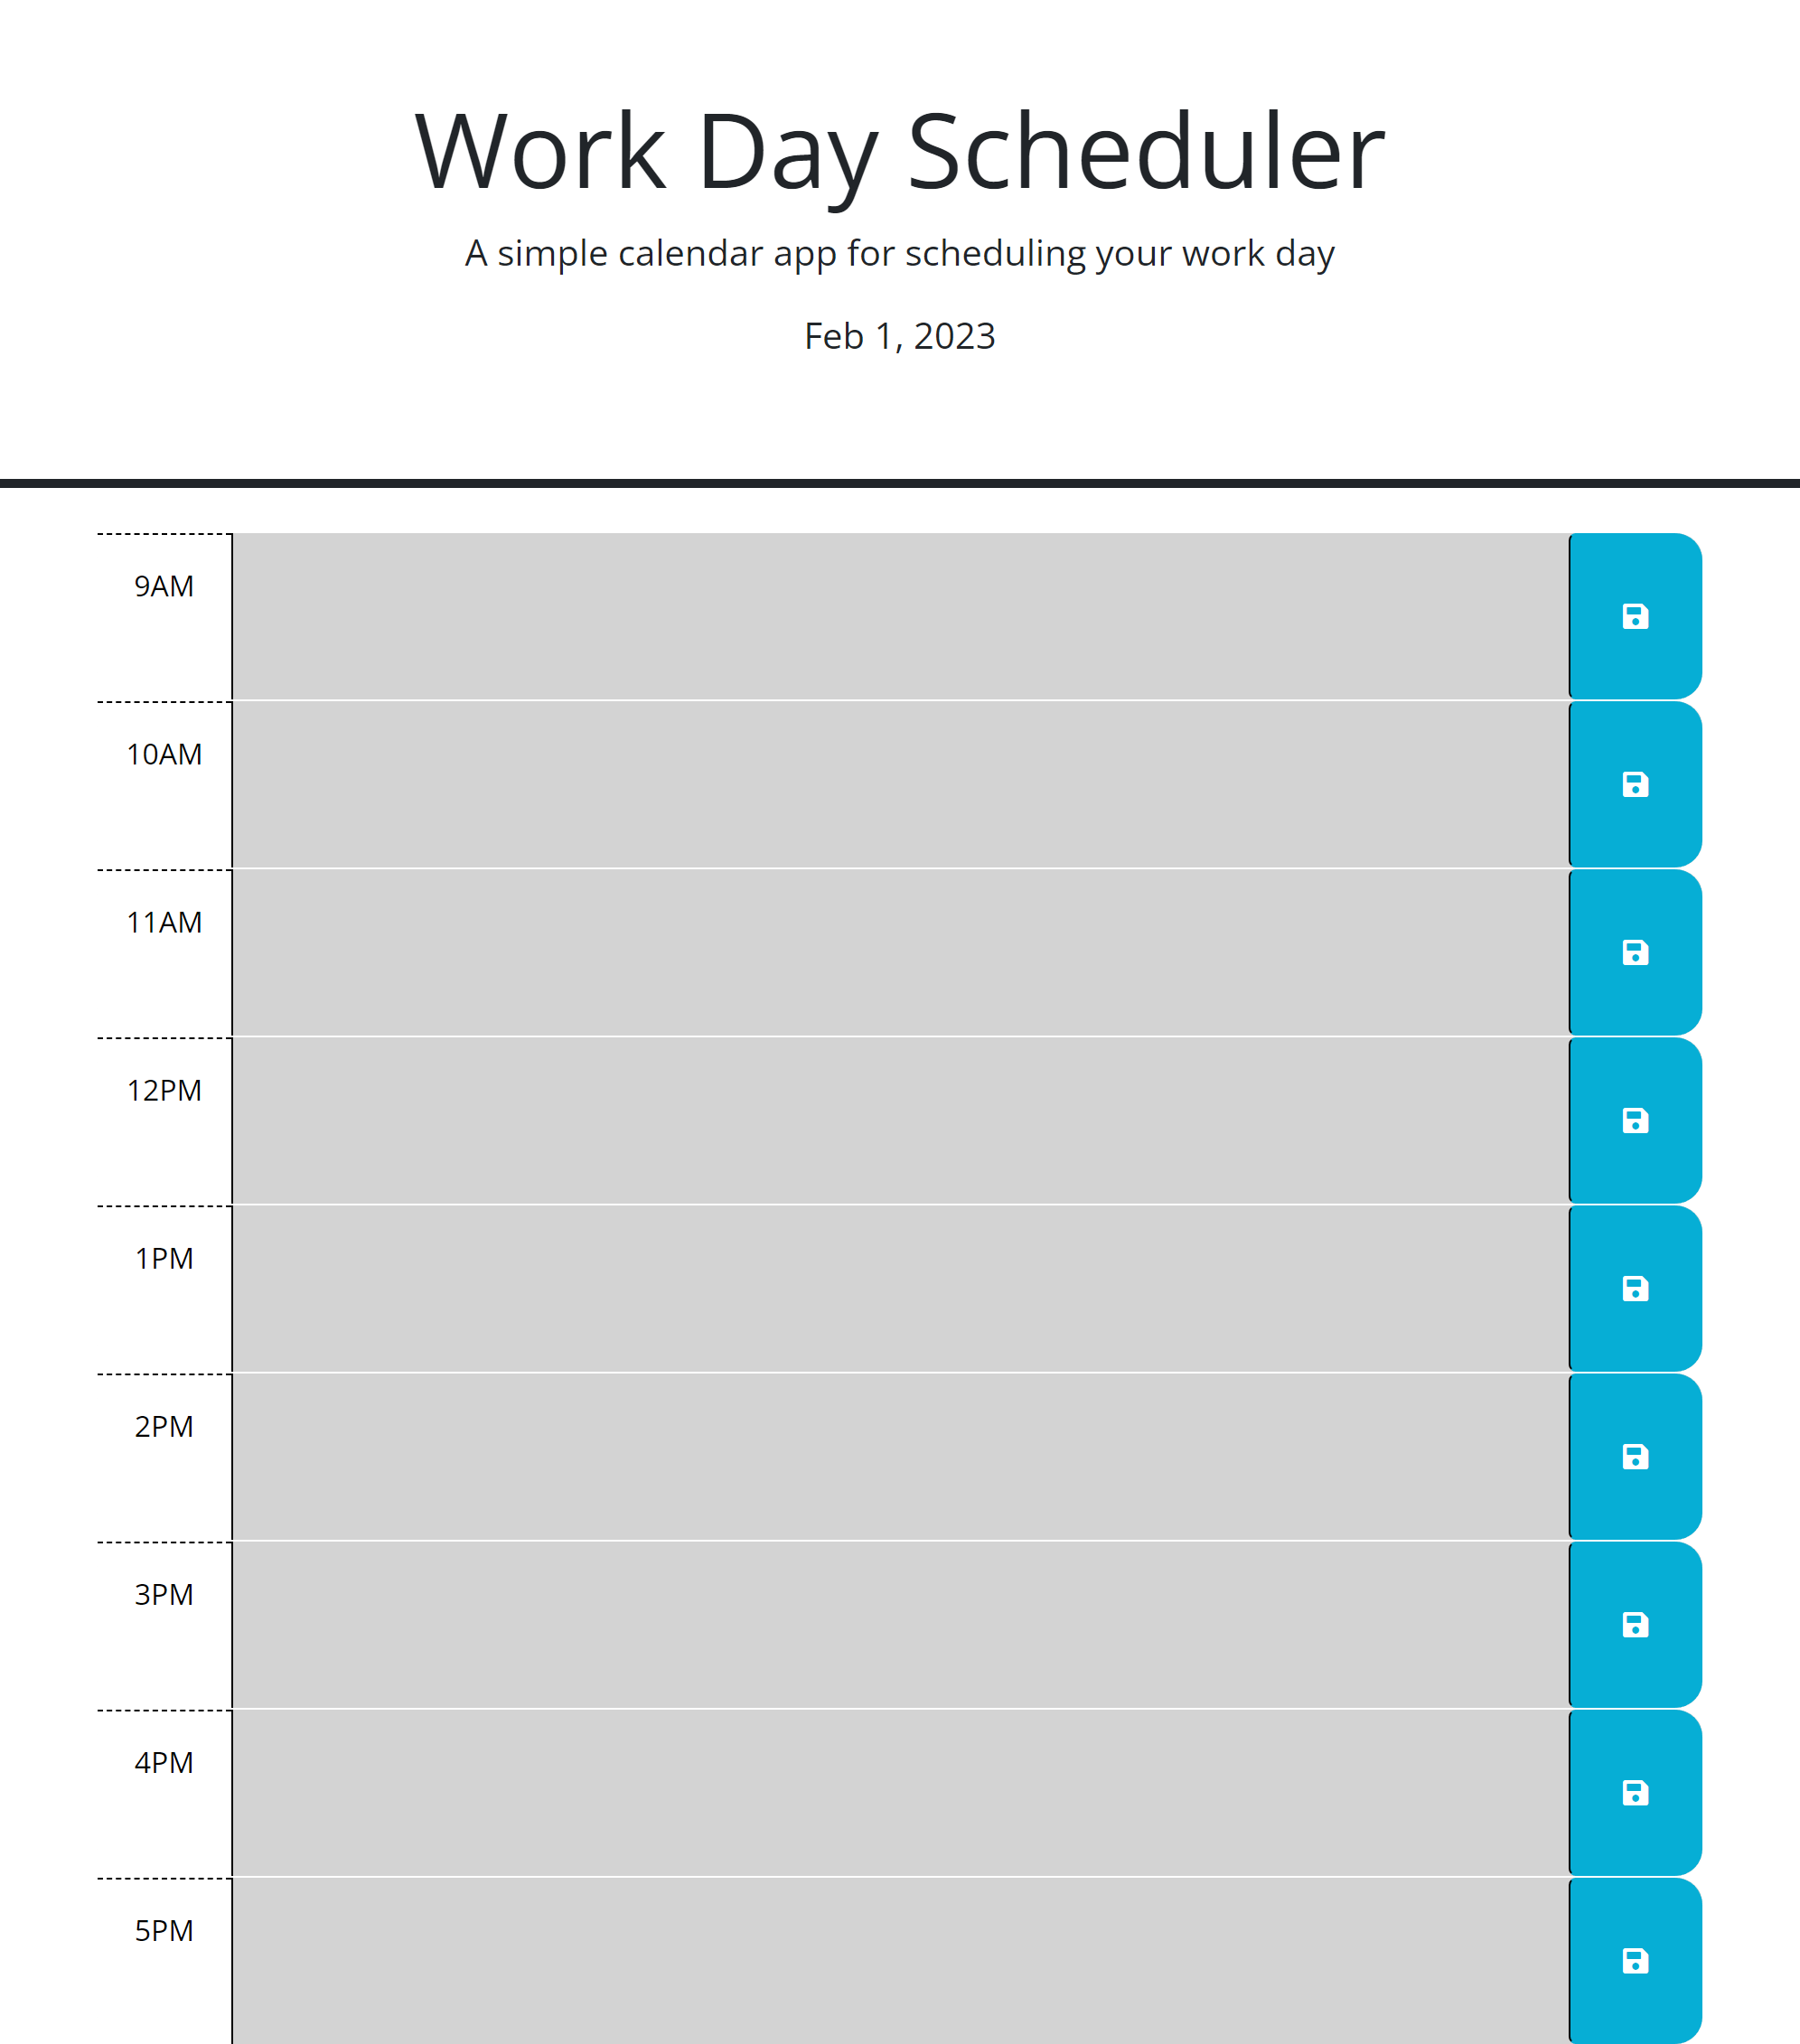 Work Day Scheduler
A simple calendar app for scheduling your work day
Feb 1, 2023
9AM
10AM
11AM
12PM
1PM
2PM
3PM
4PM
5PM